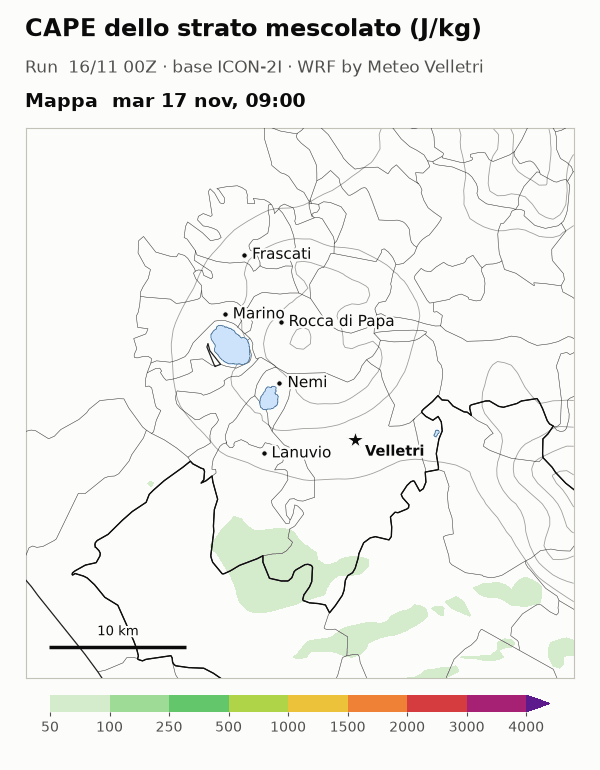 CAPE dello strato mescolato (J/kg)
Run  16/11 00Z · base ICON-2I · WRF by Meteo Velletri
Mappa  mar 17 nov, 09:00
Frascati
Marino
Rocca di Papa
Nemi
Velletri
Lanuvio
10 km
50 100 250 500 1000 1500 2000 3000 4000